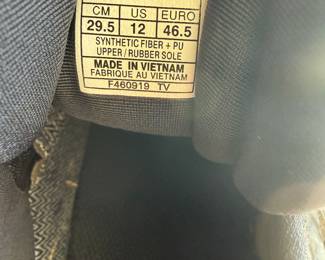 CM US EURO
29.5 12 46.5
SYNTHETIC FIBER + PU
UPPER / RUBBER SOLE
MADE IN VIETNAM
FABRIQUE AU VIETNAM
F460919 TV